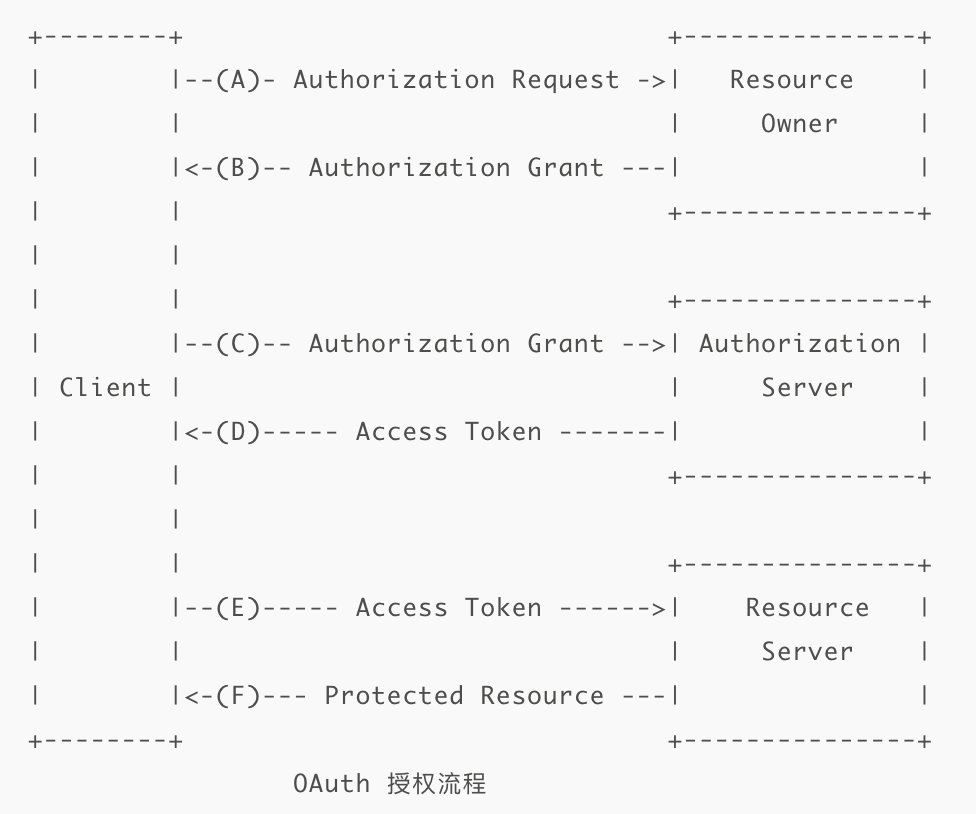 +--------+                               +---------------+
|        |--(A)- Authorization Request ->|   Resource    |
|        |                               |     Owner     |
|        |<-(B)-- Authorization Grant ---|               |
|        |                               +---------------+
|        |
|        |                               +---------------+
|        |--(C)-- Authorization Grant -->| Authorization |
| Client |                               |     Server    |
|        |<-(D)----- Access Token -------|               |
|        |                               +---------------+
|        |
|        |                               +---------------+
|        |--(E)----- Access Token ------>|    Resource   |
|        |                               |     Server    |
|        |<-(F)--- Protected Resource ---|               |
+--------+                               +---------------+
                 OAuth 授权流程